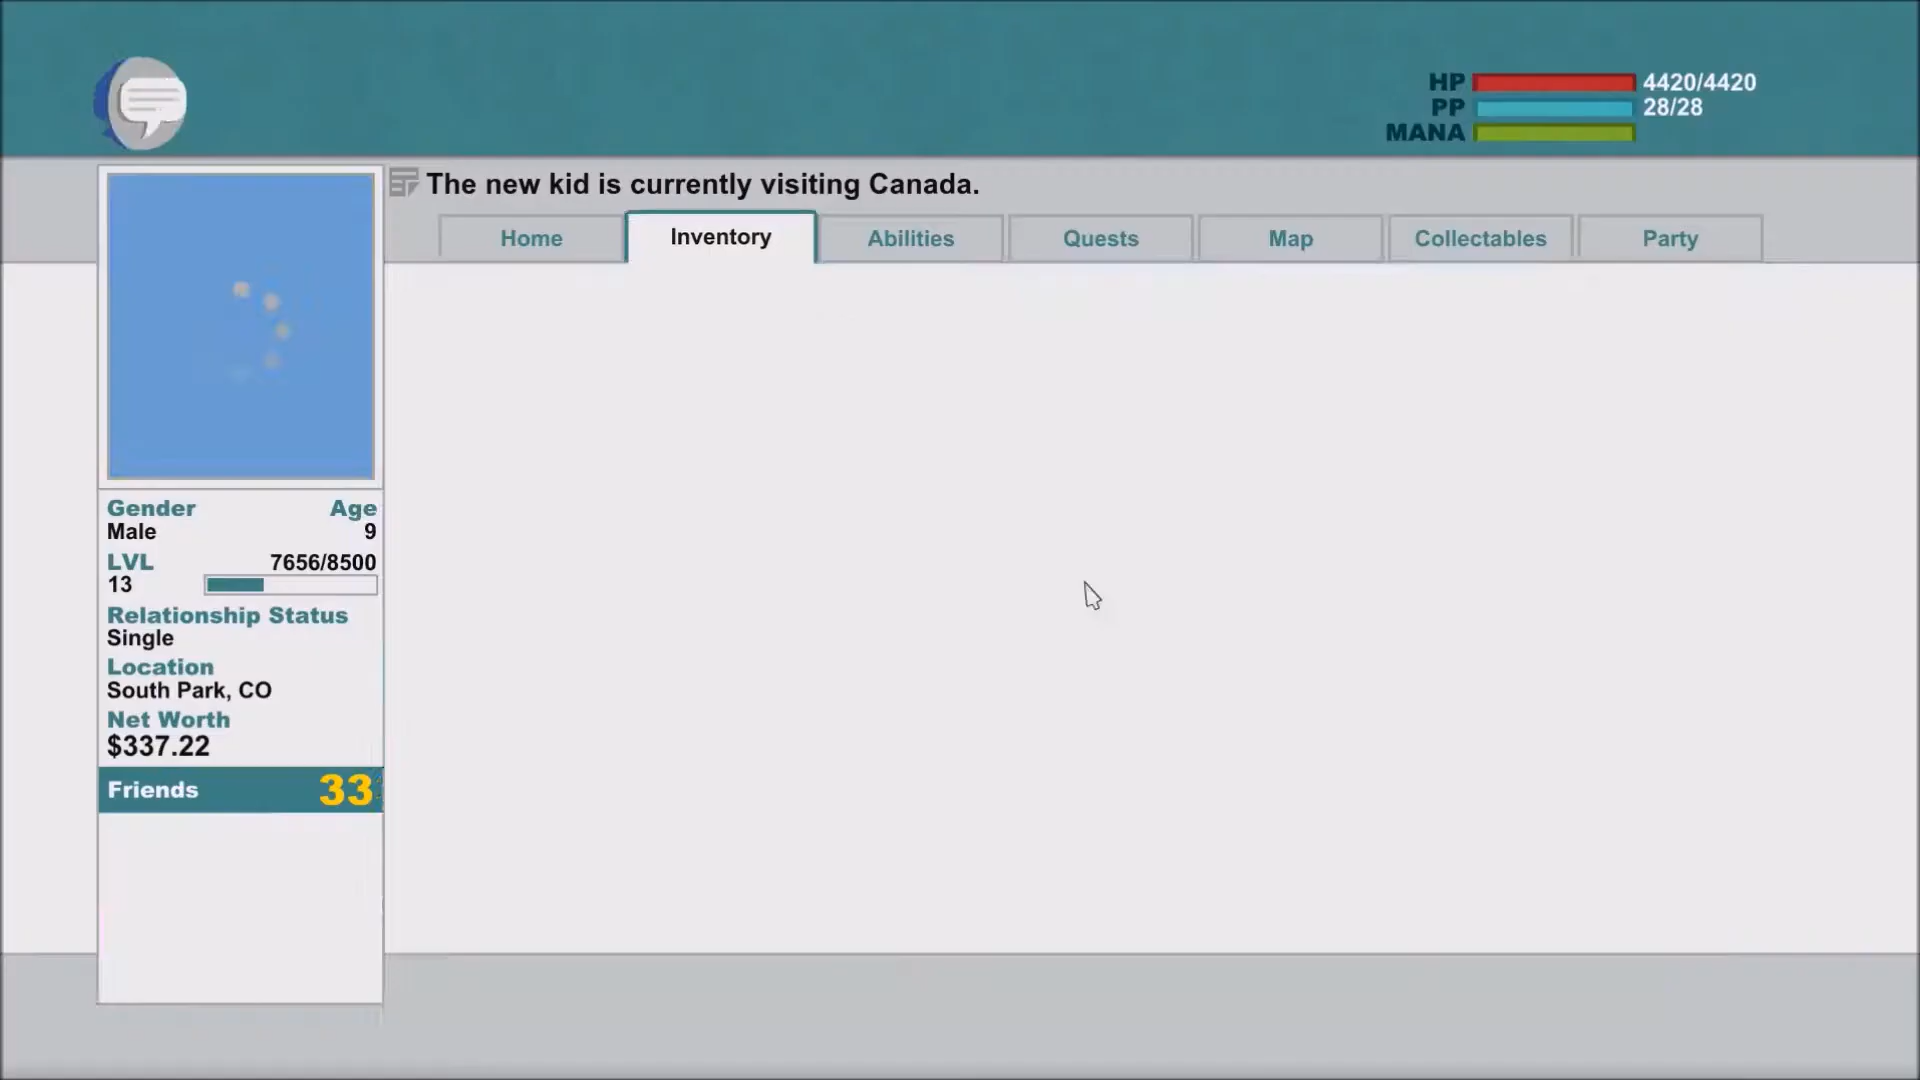 HP 4420/4420
PP 28/28
MANA
The new kid is currently visiting Canada.
Home Inventory Abilities Quests Map Collectables Party
Gender Age
Male 9
LVL 7656/8500
13
Relationship Status
Single
Location
South Park, CO
Net Worth
$337.22
Friends 33